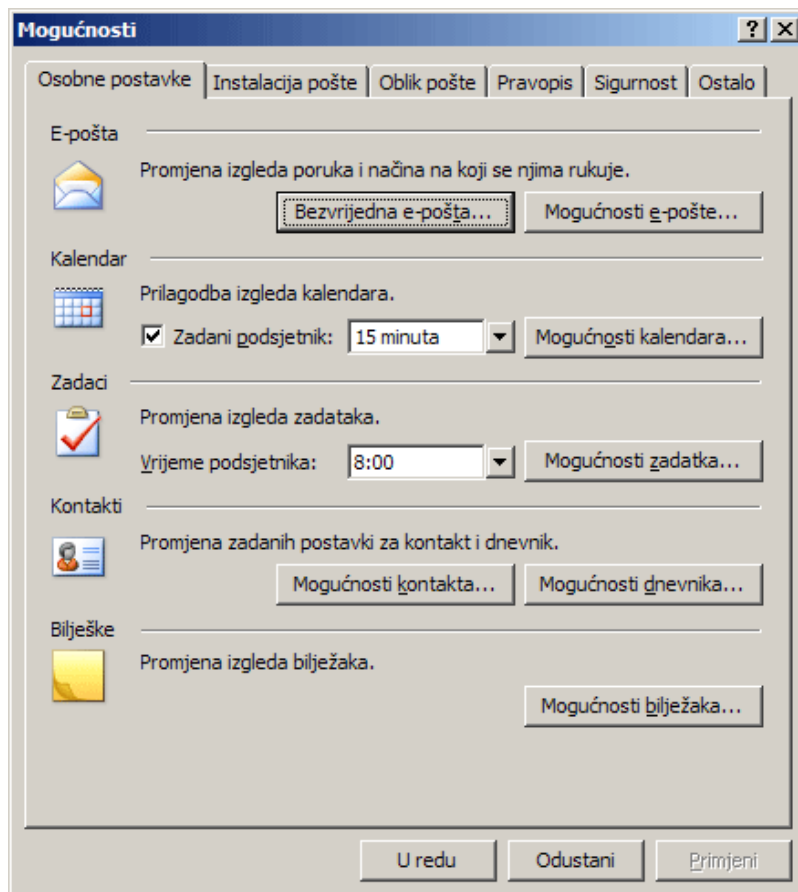 Mogućnosti
Osobne postavke Instalacija pošte Oblik pošte Pravopis Sigurnost Ostalo
E-pošta
Promjena izgleda poruka i načina na koji se njima rukuje.
Bezvrijedna e-pošta... Mogućnosti e-pošte...
Kalendar
Prilagodba izgleda kalendara.
Zadani podsjetnik: 15 minuta Mogućnosti kalendara...
Zadaci
Promjena izgleda zadataka.
Vrijeme podsjetnika: 8:00 Mogućnosti zadatka...
Kontakti
Promjena zadanih postavki za kontakt i dnevnik.
Mogućnosti kontakta... Mogućnosti dnevnika...
Bilješke
Promjena izgleda bilježaka.
Mogućnosti bilježaka...
U redu Odustani Primjeni